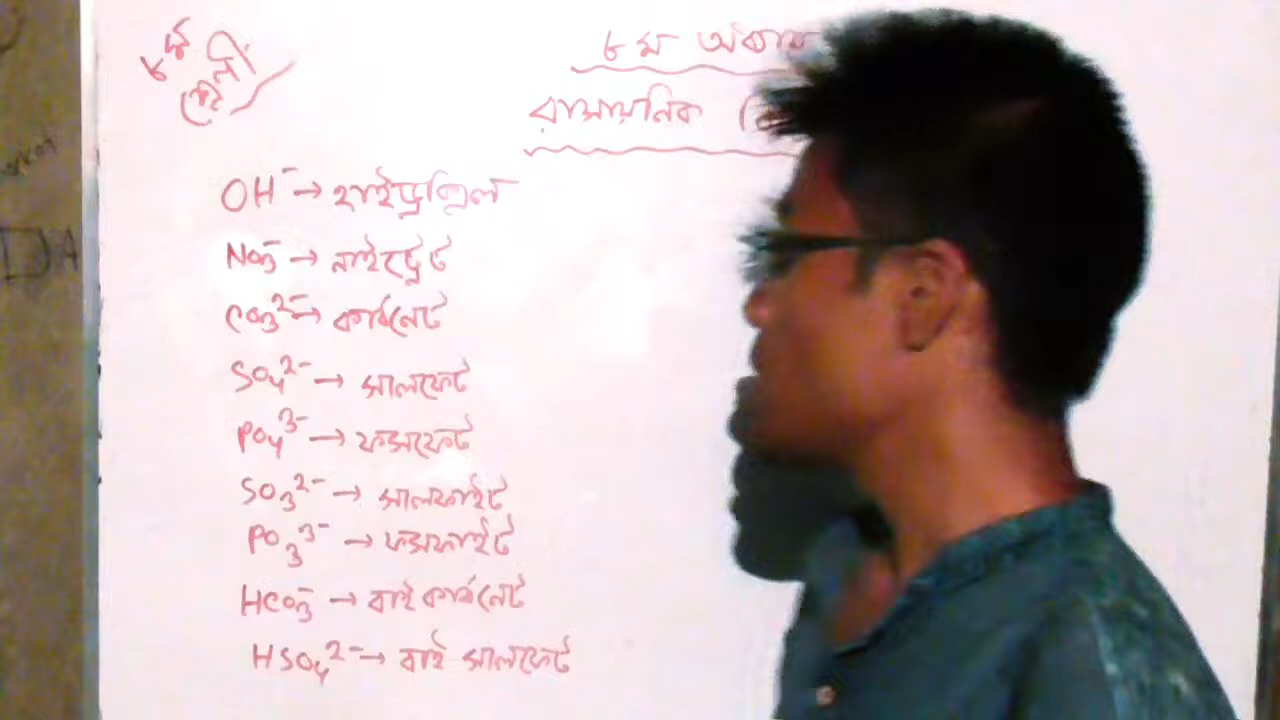 ৮ম শ্রেণী
৮ম অধ্যায়
রাসায়নিক
OH⁻ → হাইড্রক্সিল
NO₃⁻ → নাইট্রেট
CO₃²⁻ → কার্বনেট
SO₄²⁻ → সালফেট
PO₄³⁻ → ফসফেট
SO₃²⁻ → সালফাইট
PO₃³⁻ → ফসফাইট
HCO₃⁻ → বাই কার্বনেট
HSO₄²⁻ → বাই সালফেট
DA